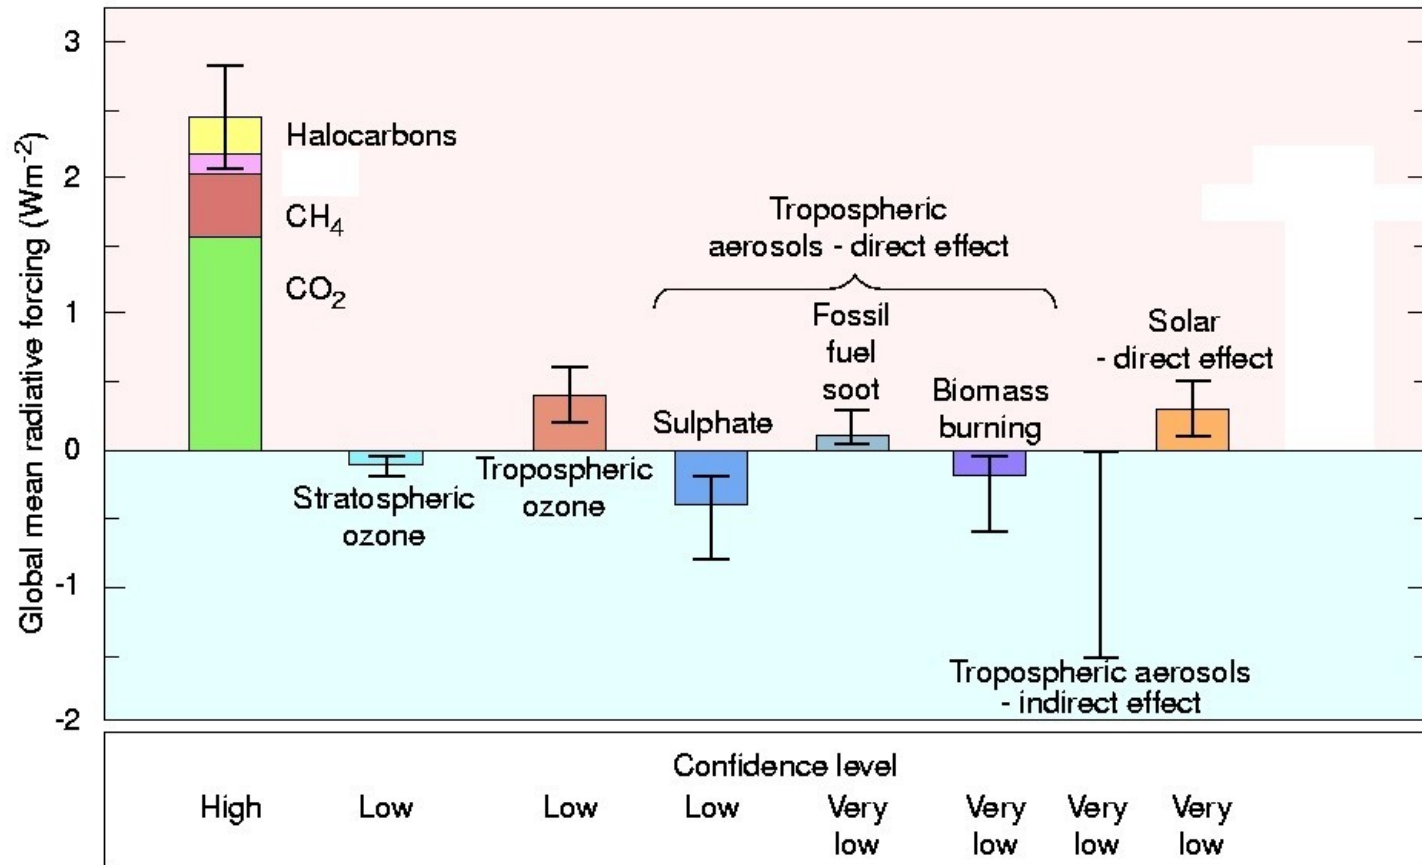 Global mean radiative forcing (Wm⁻²)
3
2
1
0
-1
-2
Halocarbons
CH₄
CO₂
Stratospheric
ozone
Tropospheric
ozone
Tropospheric
aerosols - direct effect
Sulphate
Fossil
fuel
soot
Biomass
burning
Tropospheric aerosols
- indirect effect
Solar
- direct effect
Confidence level
High
Low
Low
Low
Very
low
Very
low
Very
low
Very
low